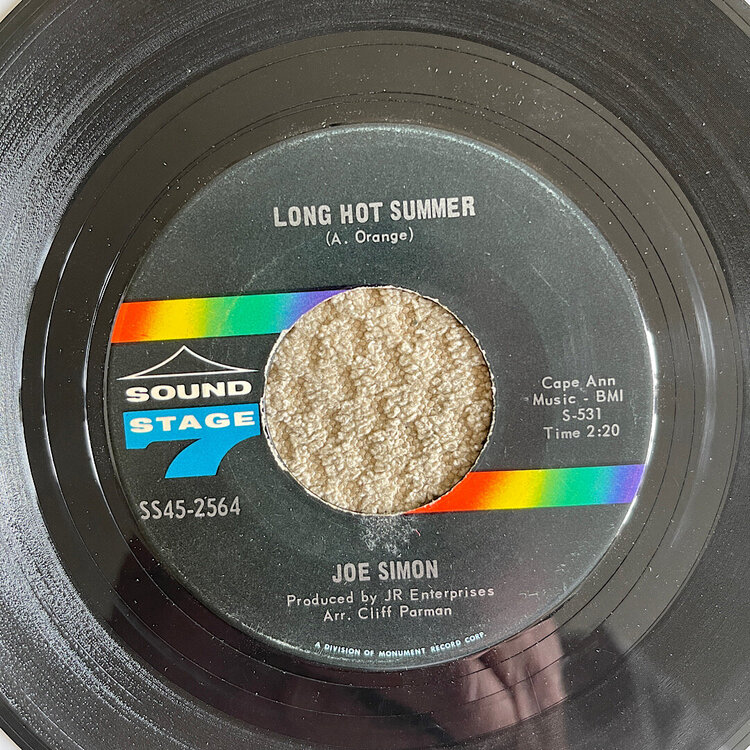 LONG HOT SUMMER
(A. Orange)
SOUND
STAGE
7
SS45-2564
Cape Ann
Music - BMI
S-531
Time 2:20
JOE SIMON
Produced by JR Enterprises
Arr. Cliff Parman
A DIVISION OF MONUMENT RECORD CORP.